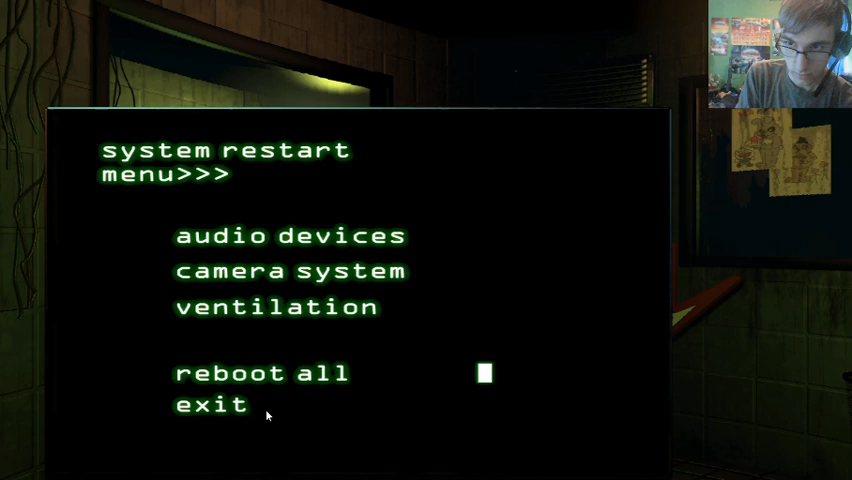 system restart
menu>>>
audio devices
camera system
ventilation
reboot all
exit